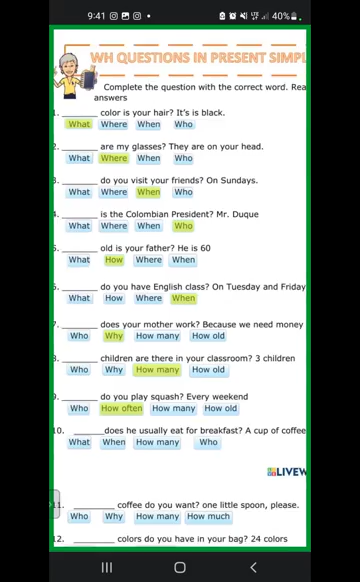 9:41 40%
WH QUESTIONS IN PRESENT SIMPL
Complete the question with the correct word. Rea
answers
1. _______ color is your hair? It's is black.
What Where When Who
2. _______ are my glasses? They are on your head.
What Where When Who
3. _______ do you visit your friends? On Sundays.
What Where When Who
4. _______ is the Colombian President? Mr. Duque
What Where When Who
5. _______ old is your father? He is 60
What How Where When
6. _______ do you have English class? On Tuesday and Friday
What How Where When
7. _______ does your mother work? Because we need money
Who Why How many How old
8. _______ children are there in your classroom? 3 children
Who Why How many How old
9. _______ do you play squash? Every weekend
Who How often How many How old
10. ______does he usually eat for breakfast? A cup of coffee
What When How many Who
LIVEW
11. ________ coffee do you want? one little spoon, please.
Who Why How many How much
12. ________ colors do you have in your bag? 24 colors